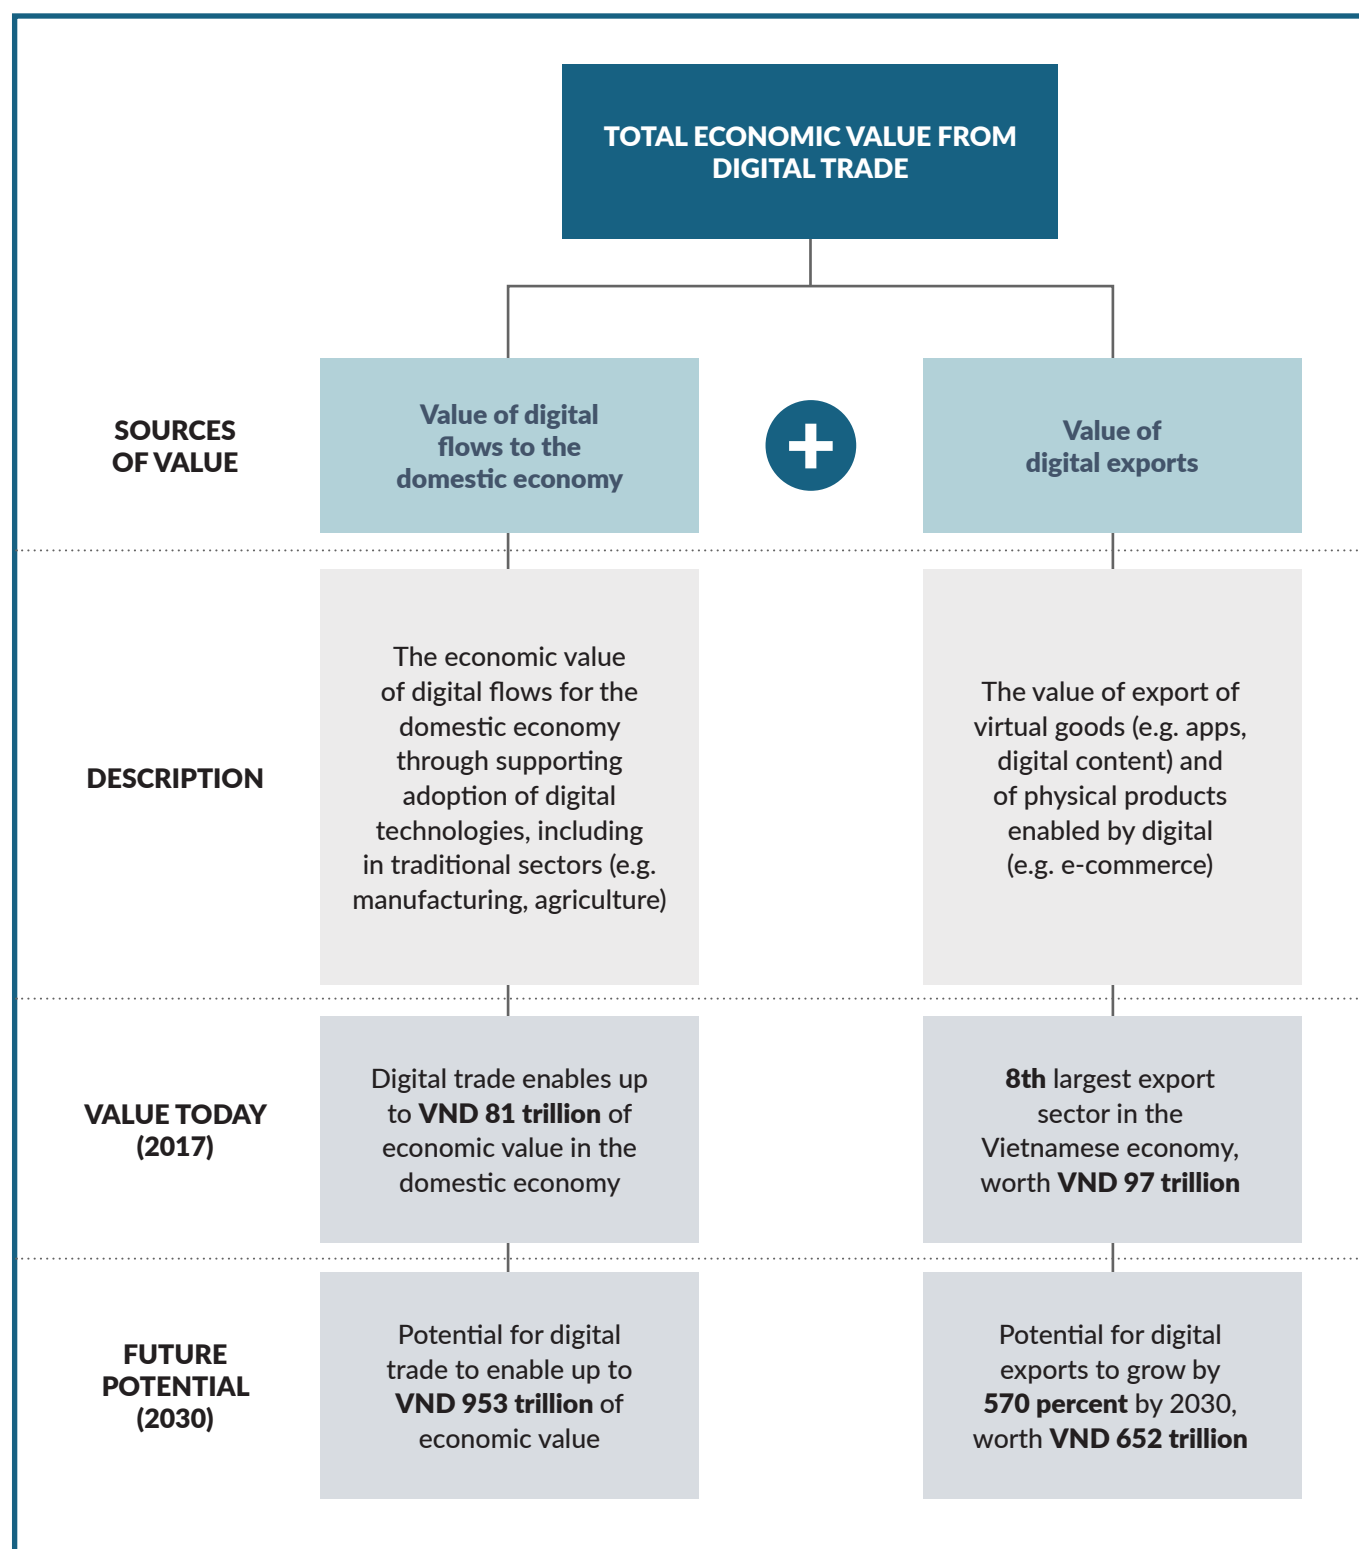 TOTAL ECONOMIC VALUE FROM
DIGITAL TRADE
SOURCES
OF VALUE
Value of digital
flows to the
domestic economy
+
Value of
digital exports
DESCRIPTION
The economic value
of digital flows for the
domestic economy
through supporting
adoption of digital
technologies, including
in traditional sectors (e.g.
manufacturing, agriculture)
The value of export of
virtual goods (e.g. apps,
digital content) and
of physical products
enabled by digital
(e.g. e-commerce)
VALUE TODAY
(2017)
Digital trade enables up
to VND 81 trillion of
economic value in the
domestic economy
8th largest export
sector in the
Vietnamese economy,
worth VND 97 trillion
FUTURE
POTENTIAL
(2030)
Potential for digital
trade to enable up to
VND 953 trillion of
economic value
Potential for digital
exports to grow by
570 percent by 2030,
worth VND 652 trillion